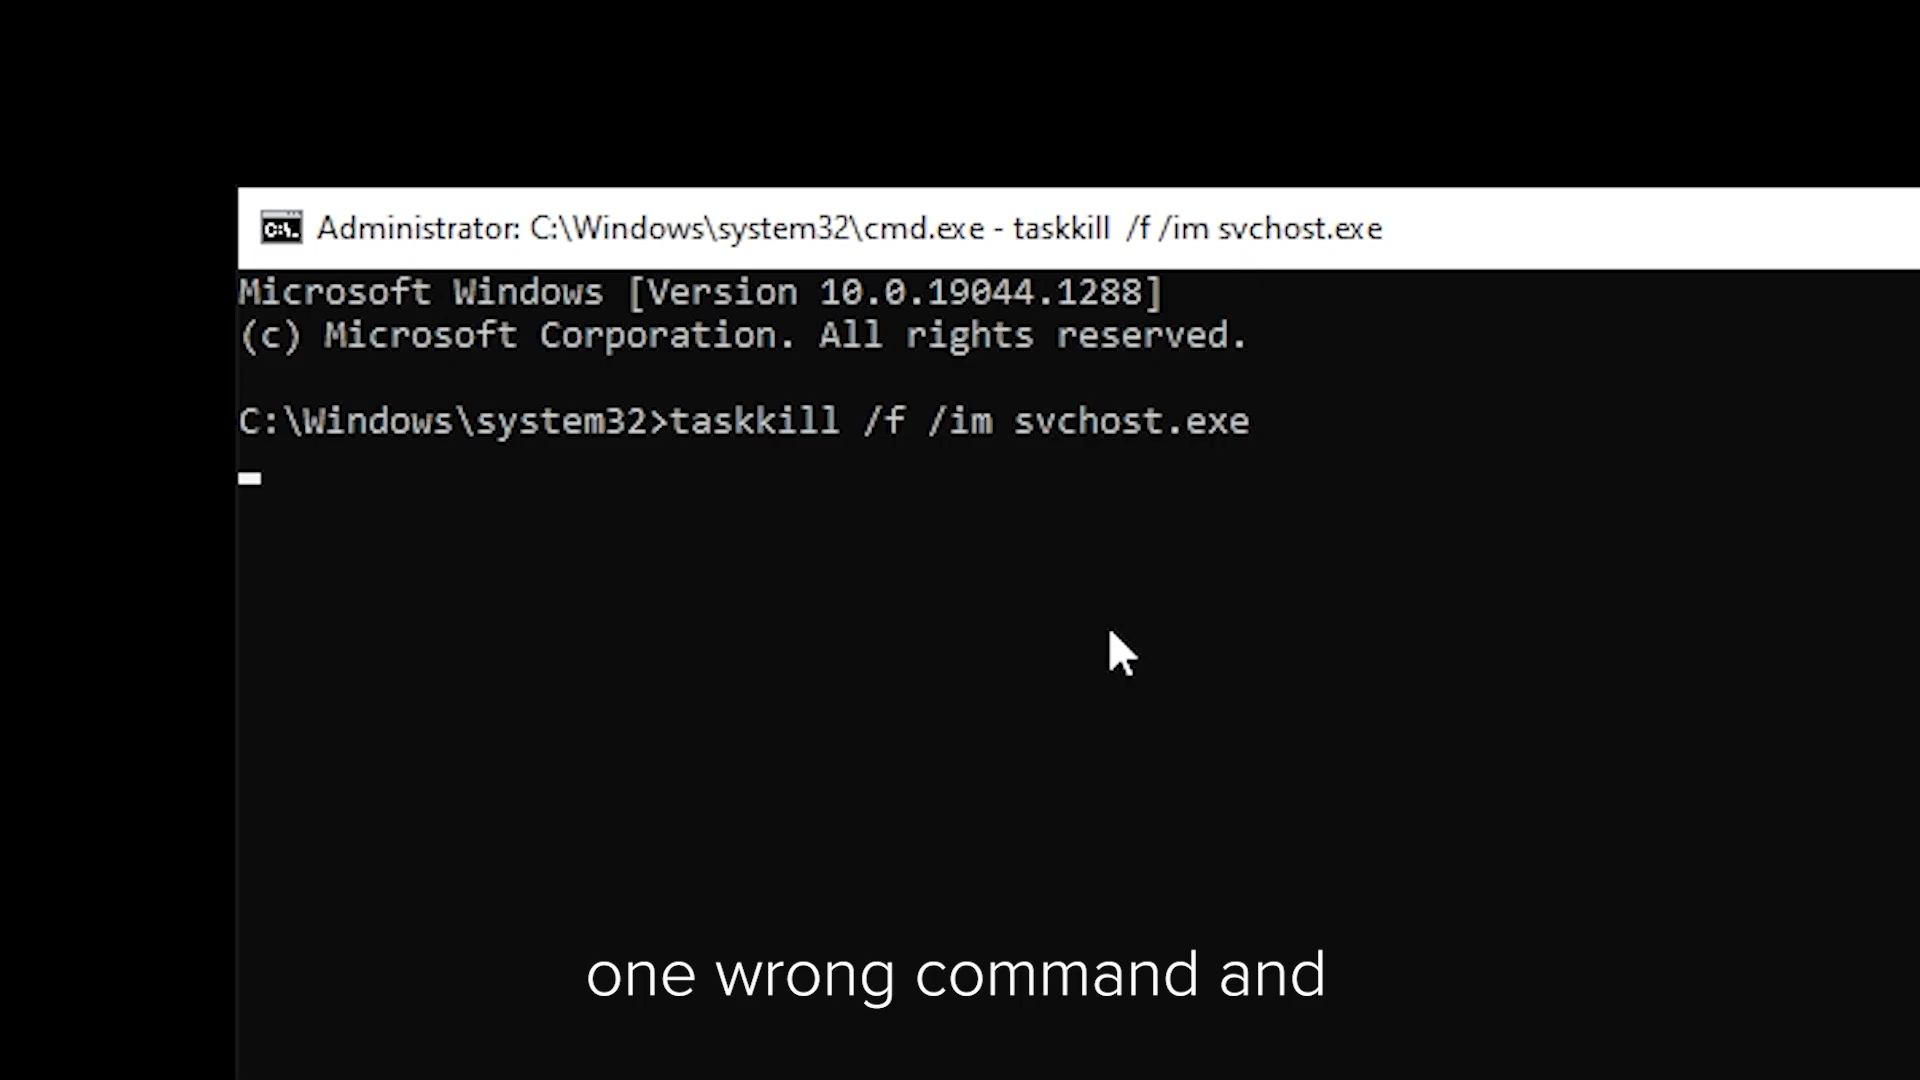 Administrator: C:\Windows\system32\cmd.exe - taskkill  /f /im svchost.exe
Microsoft Windows [Version 10.0.19044.1288]
(c) Microsoft Corporation. All rights reserved.
C:\Windows\system32>taskkill /f /im svchost.exe
one wrong command and